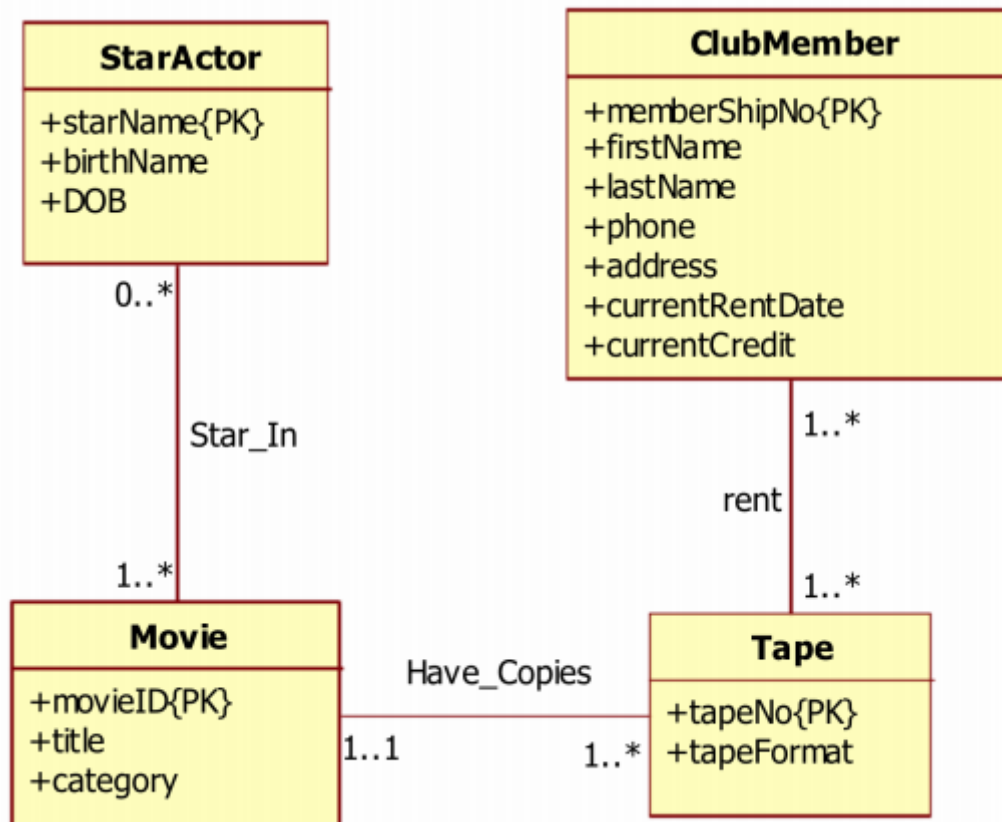 StarActor
+starName{PK}
+birthName
+DOB
ClubMember
+memberShipNo{PK}
+firstName
+lastName
+phone
+address
+currentRentDate
+currentCredit
0..*
Star_In
1..*
1..*
rent
1..*
Movie
+movieID{PK}
+title
+category
Have_Copies
1..1
1..*
Tape
+tapeNo{PK}
+tapeFormat